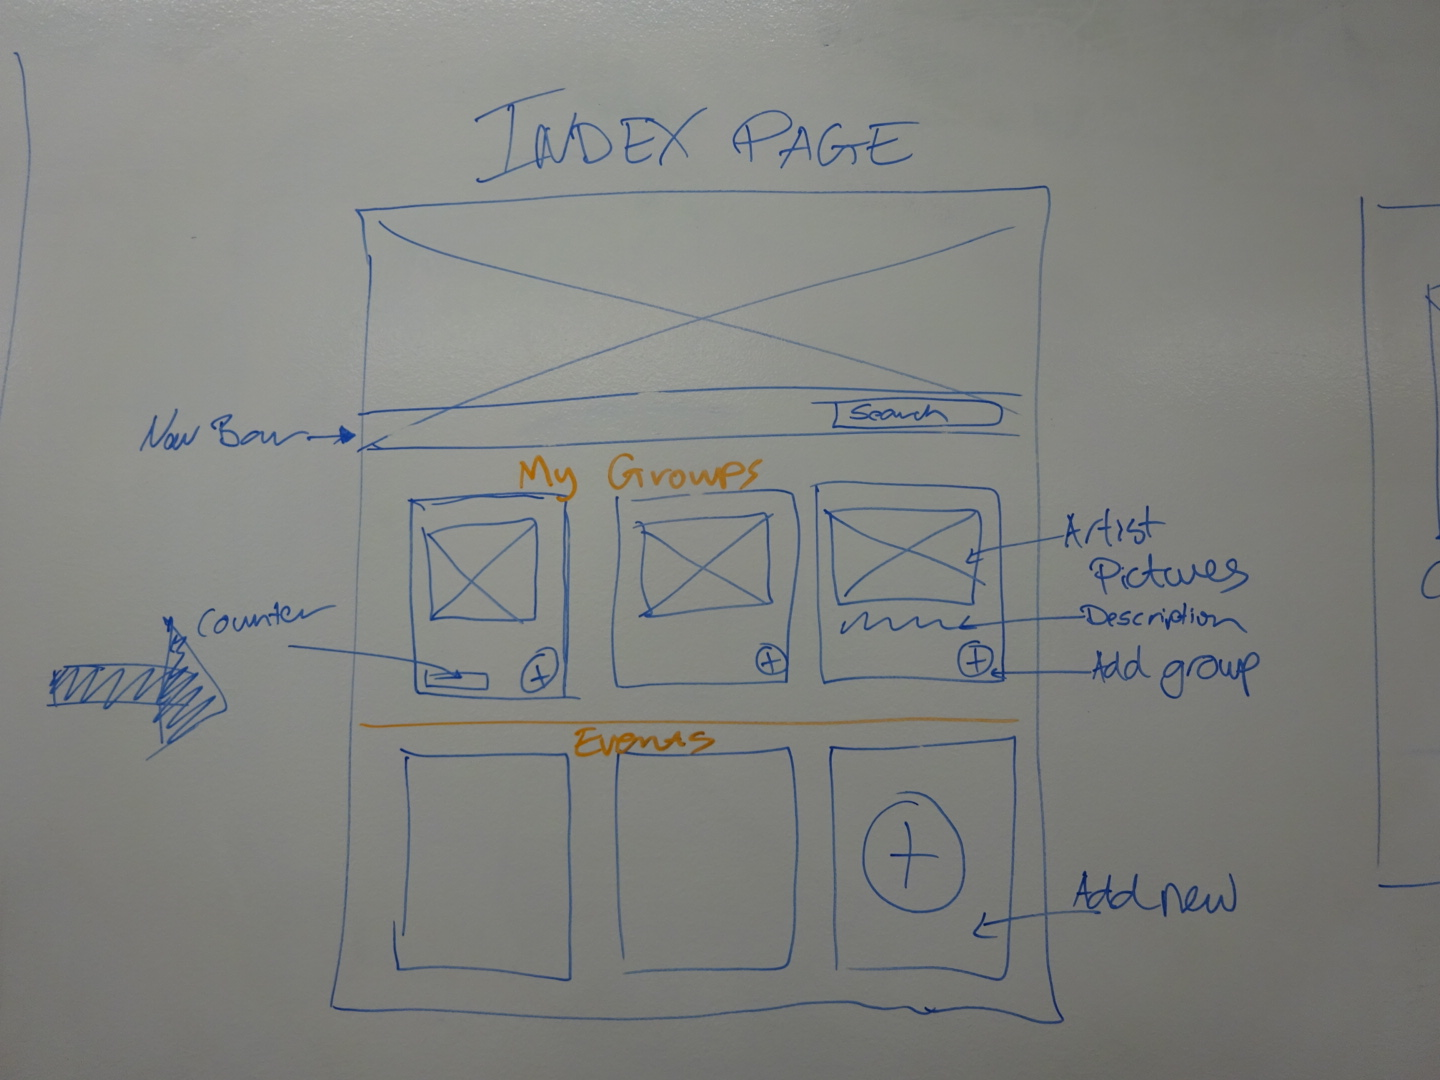 INDEX PAGE
Nav Bar
Search
My Groups
Artist
Pictures
Counter
Description
Add group
Events
Add new